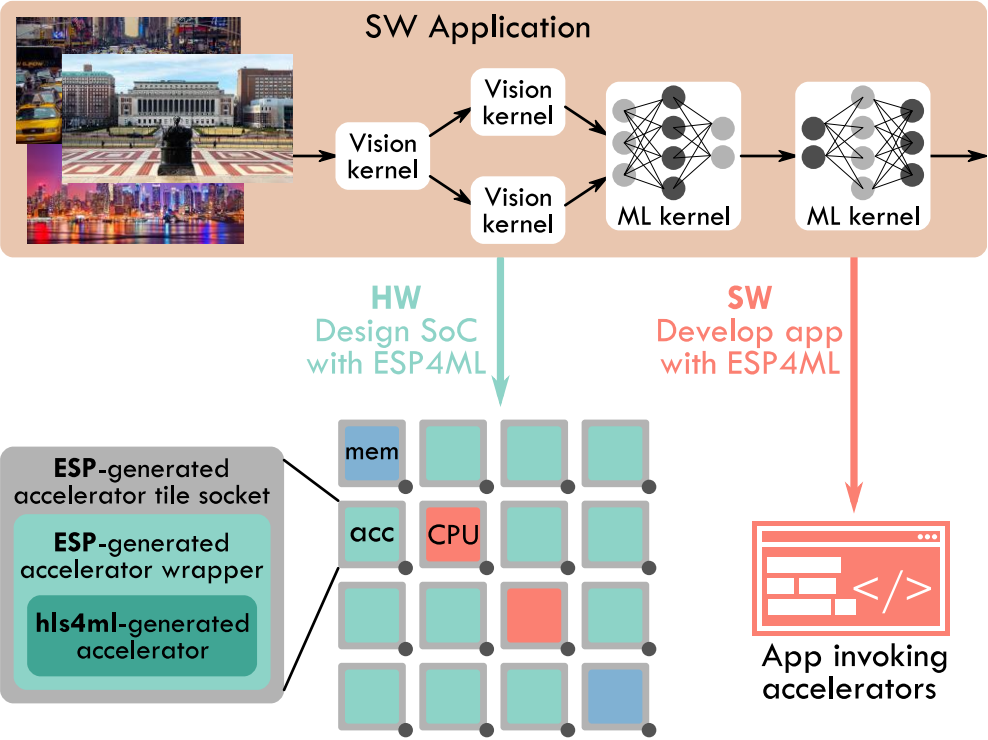 SW Application
Vision
kernel
Vision
kernel
Vision
kernel
ML kernel
ML kernel
HW
Design SoC
with ESP4ML
SW
Develop app
with ESP4ML
ESP-generated
accelerator tile socket
ESP-generated
accelerator wrapper
hls4ml-generated
accelerator
mem
acc
CPU
</>
App invoking
accelerators